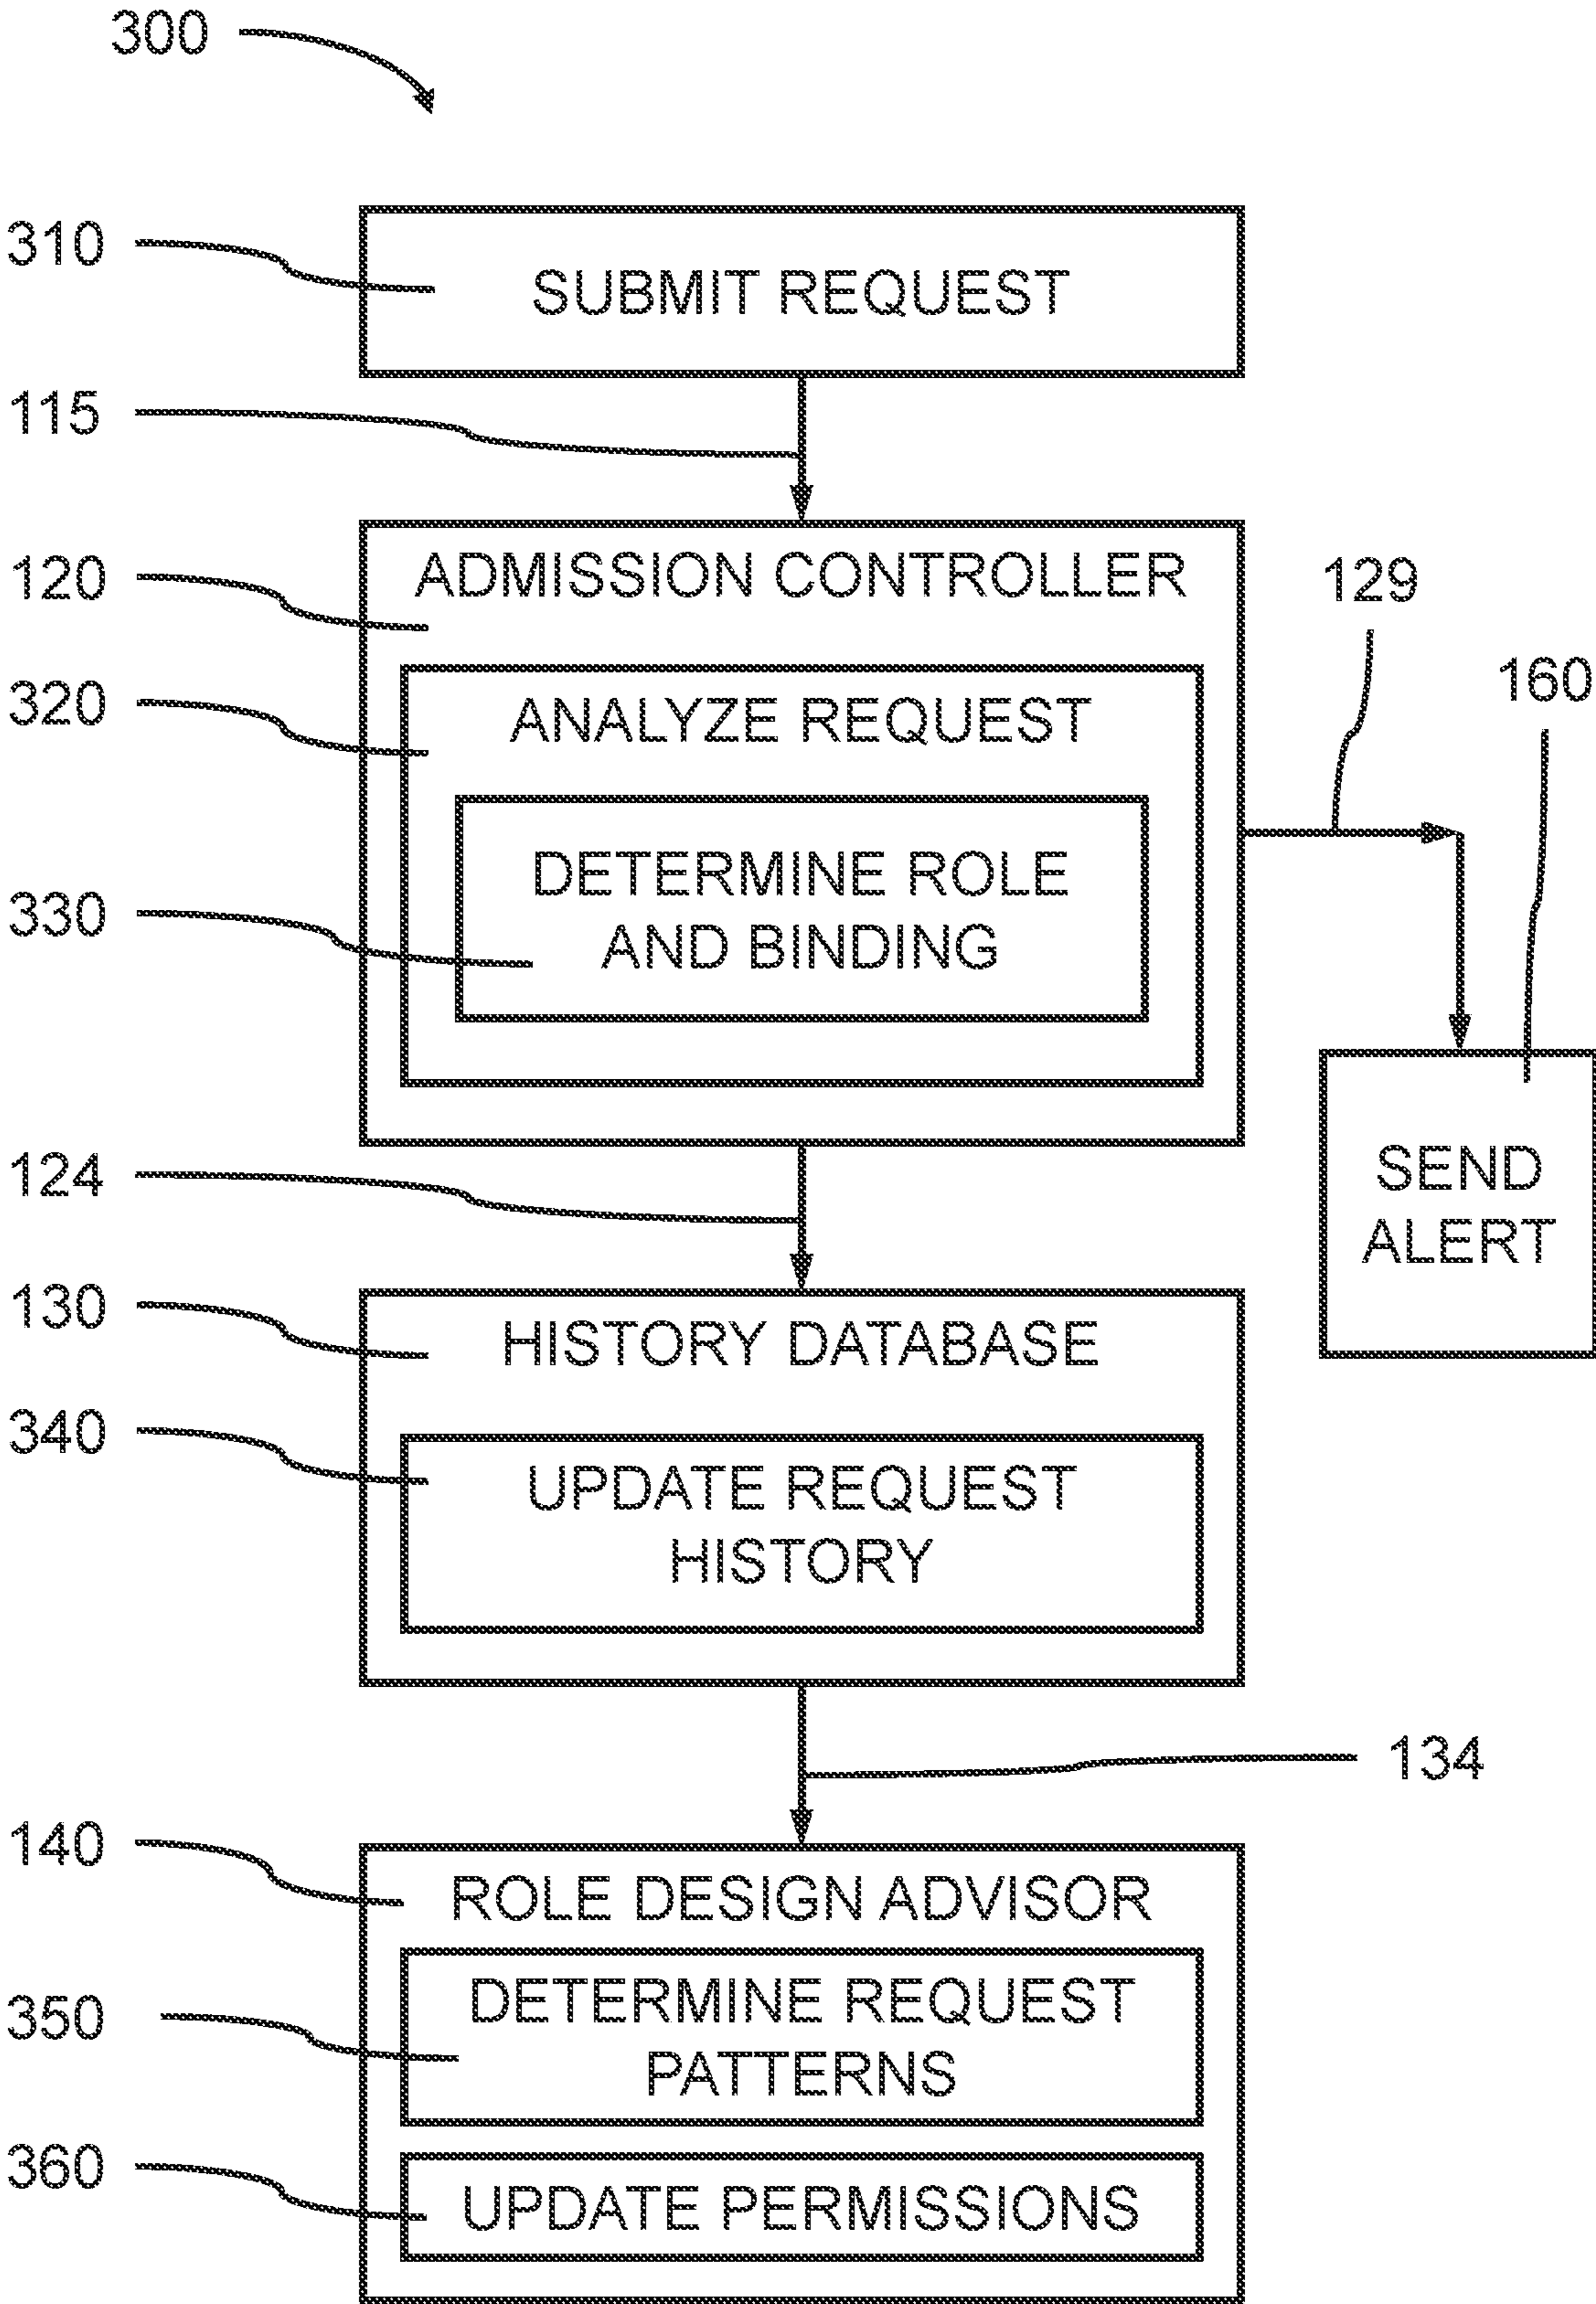 300
310
SUBMIT REQUEST
115
120
ADMISSION CONTROLLER
129
320
ANALYZE REQUEST
160
330
DETERMINE ROLE
AND BINDING
124
SEND
ALERT
130
HISTORY DATABASE
340
UPDATE REQUEST
HISTORY
134
140
ROLE DESIGN ADVISOR
350
DETERMINE REQUEST
PATTERNS
360
UPDATE PERMISSIONS